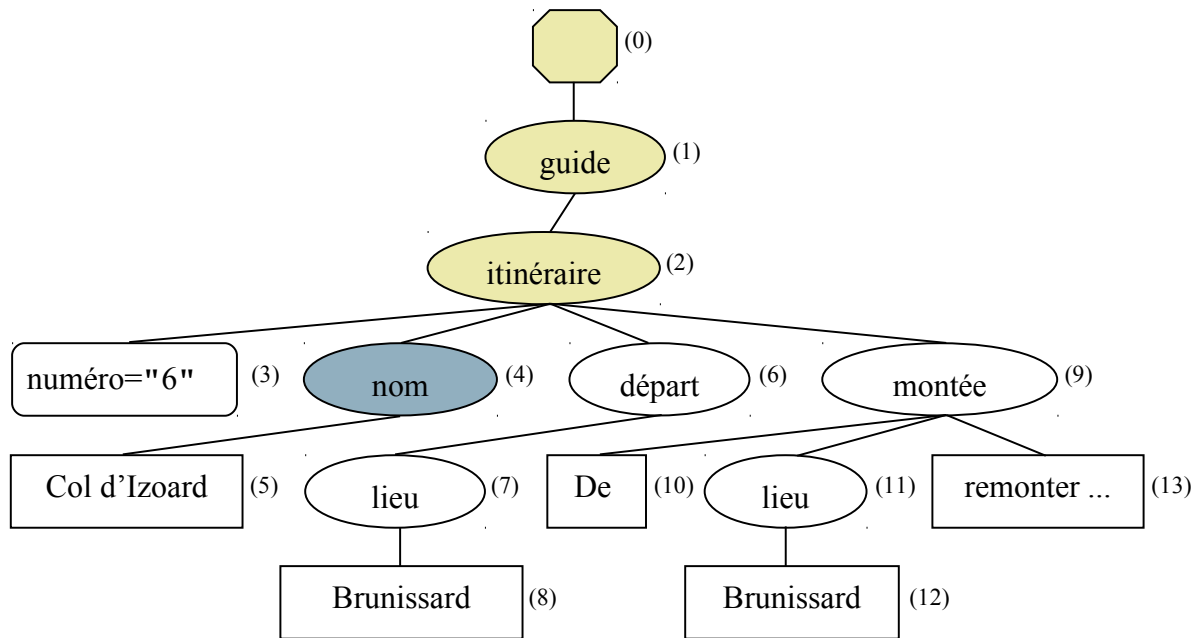 (0)
guide (1)
itinéraire (2)
numéro="6" (3) nom (4) départ (6) montée (9)
Col d’Izoard (5) lieu (7) De (10) lieu (11) remonter ... (13)
Brunissard (8) Brunissard (12)